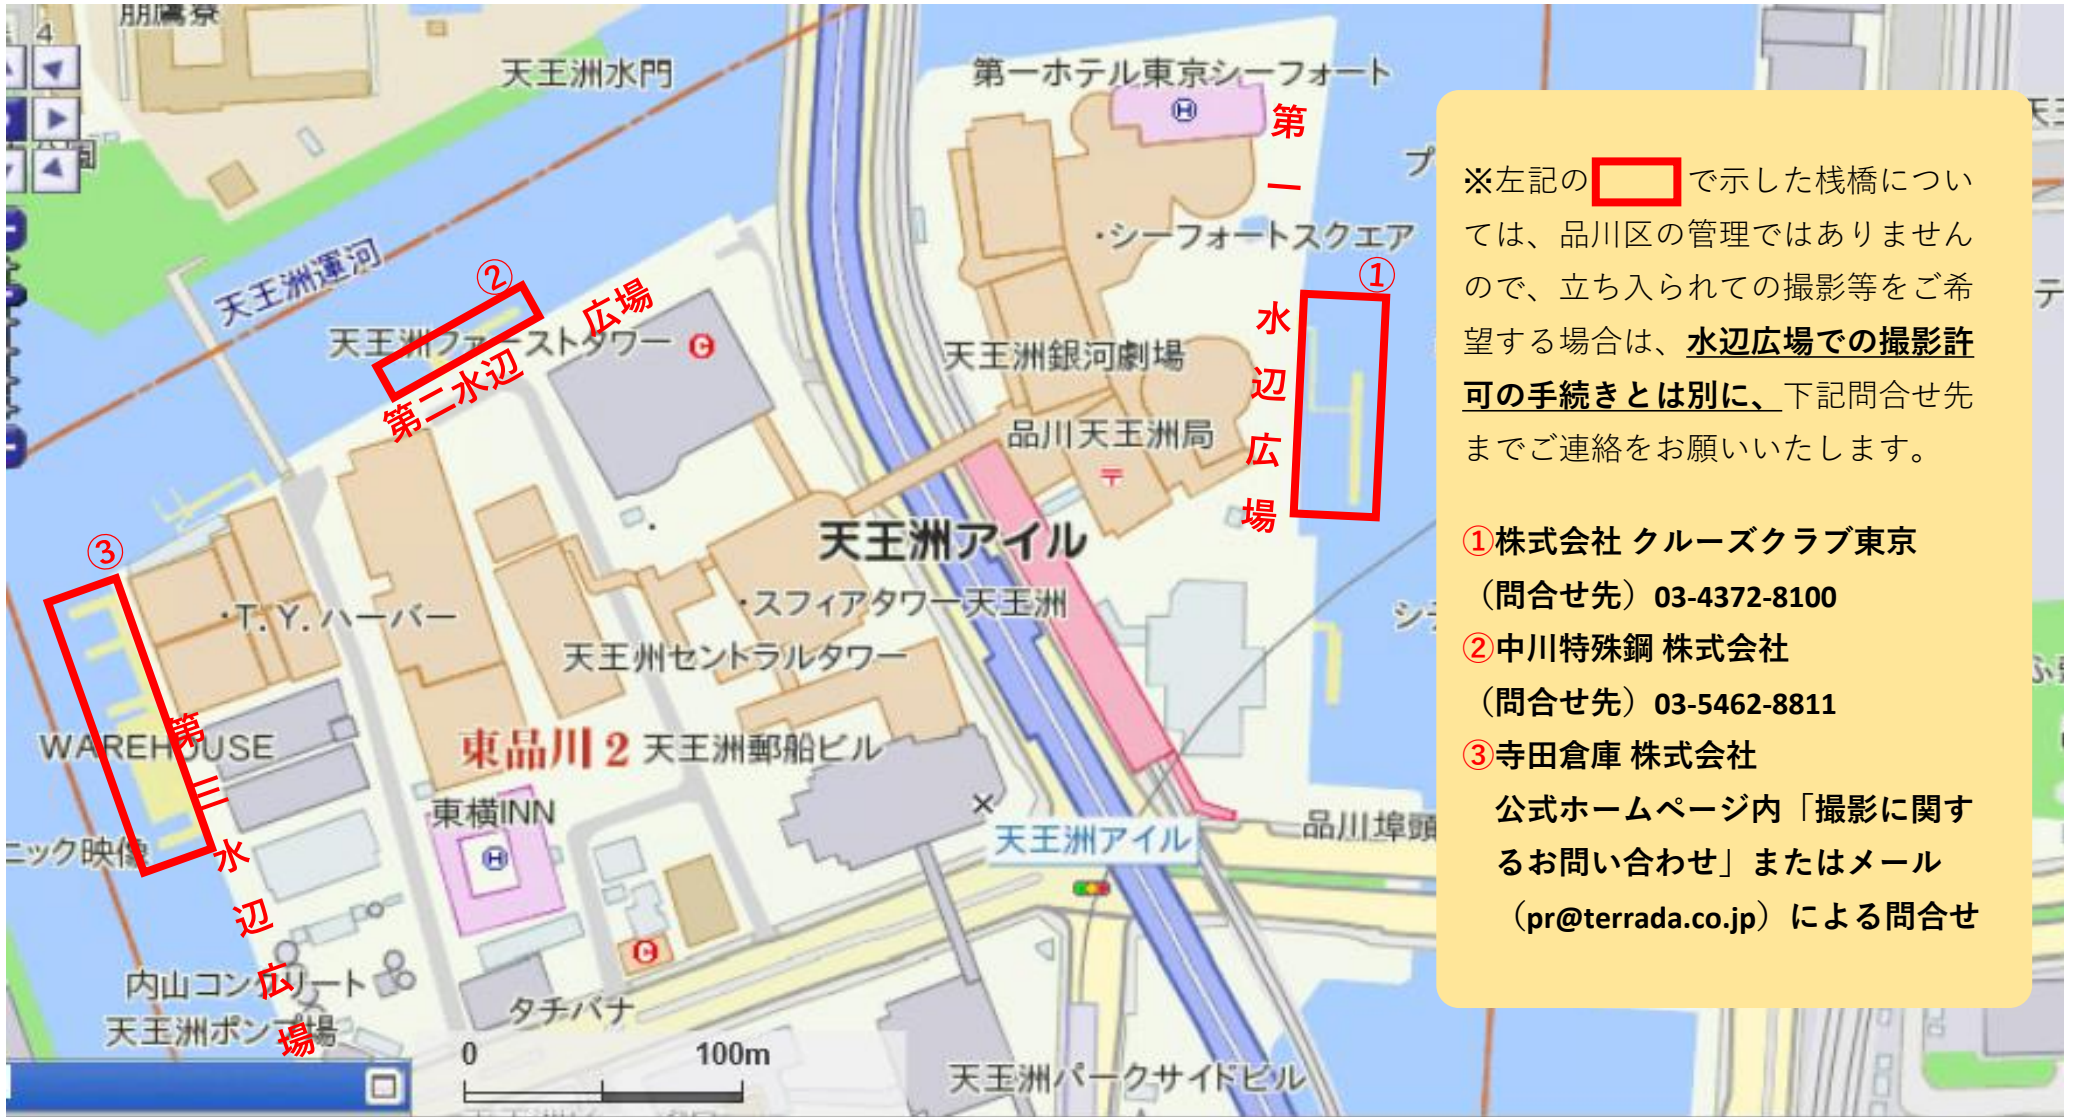 朋鷹寮
4
天王洲水門
第一ホテル東京シーフォート
天王洲運河
・シーフォートスクエア
天王洲ファーストタワー
天王洲銀河劇場
品川天王洲局
天王洲アイル
・スフィアタワー天王洲
・T.Y.ハーバー
天王州セントラルタワー
WAREHOUSE
東品川2
天王洲郵船ビル
東横INN
天王洲アイル
品川埠頭
ニック映像
内山コンクリート
天王洲ポンプ場
タチバナ
天王洲パークサイドビル
0
100m
①
第一水辺広場
②
第二水辺広場
③
第三水辺広場
※左記の で示した桟橋につい
ては、品川区の管理ではありません
ので、立ち入られての撮影等をご希
望する場合は、水辺広場での撮影許
可の手続きとは別に、下記問合せ先
までご連絡をお願いいたします。
①株式会社 クルーズクラブ東京
（問合せ先）03-4372-8100
②中川特殊鋼 株式会社
（問合せ先）03-5462-8811
③寺田倉庫 株式会社
公式ホームページ内「撮影に関す
るお問い合わせ」またはメール
（pr@terrada.co.jp）による問合せ